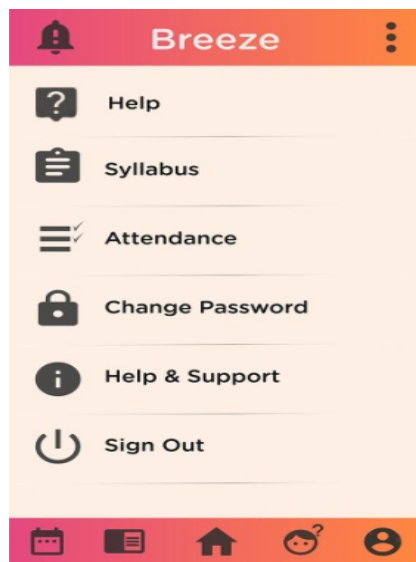 Breeze
Help
Syllabus
Attendance
Change Password
Help & Support
Sign Out